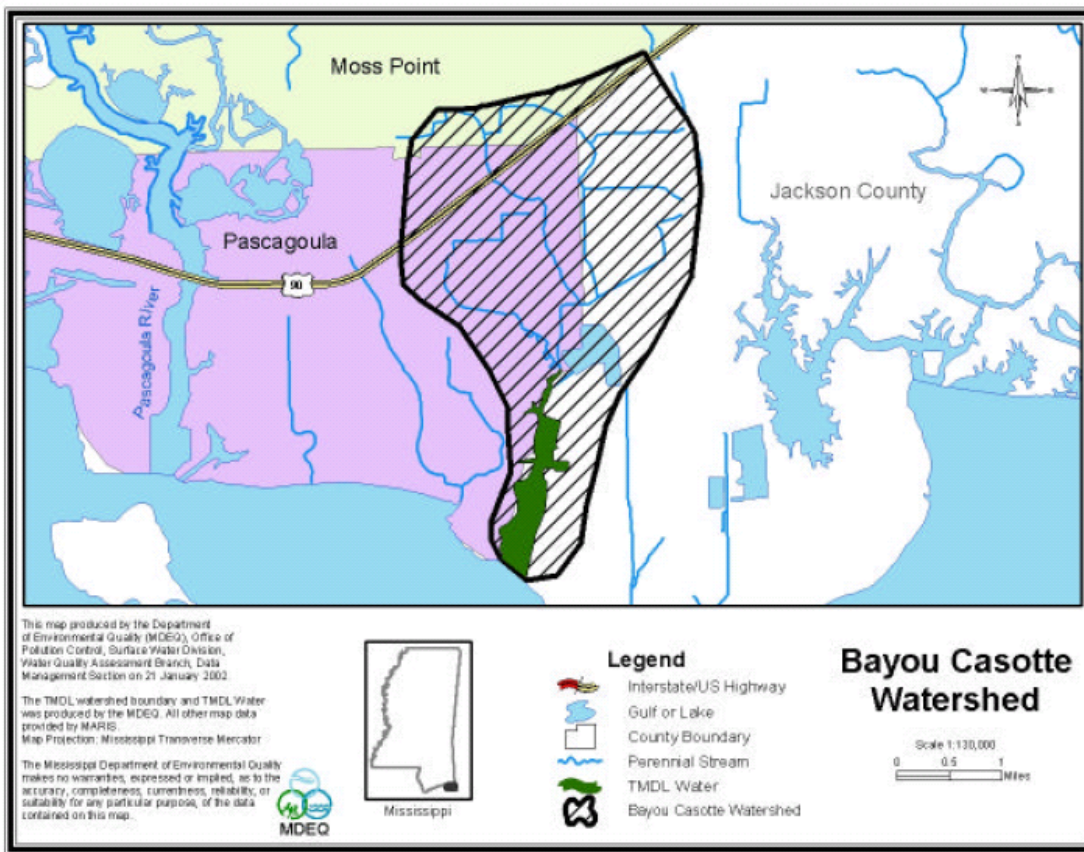 Moss Point
Jackson County
Pascagoula
90
Pascagoula River
This map produced by the Department
of Environmental Quality (MDEQ), Office of
Pollution Control, Surface Water Division,
Water Quality Assessment Branch, Data
Management Section on 21 January 2002
The TMDL watershed boundary and TMDL Water
was produced by the MDEQ. All other map data
provided by MARIS.
Map Projection: Mississippi Transverse Mercator
The Mississippi Department of Environmental Quality
makes no warranties, expressed or implied, as to the
accuracy, completeness, currentness, reliability, or
suitability for any particular purpose, of the data
contained on this map.
MDEQ
Mississippi
Legend
Interstate/US Highway
Gulf or Lake
County Boundary
Perennial Stream
TMDL Water
Bayou Casotte Watershed
Bayou Casotte
Watershed
Scale 1:130,000
0 0.5 1
Miles